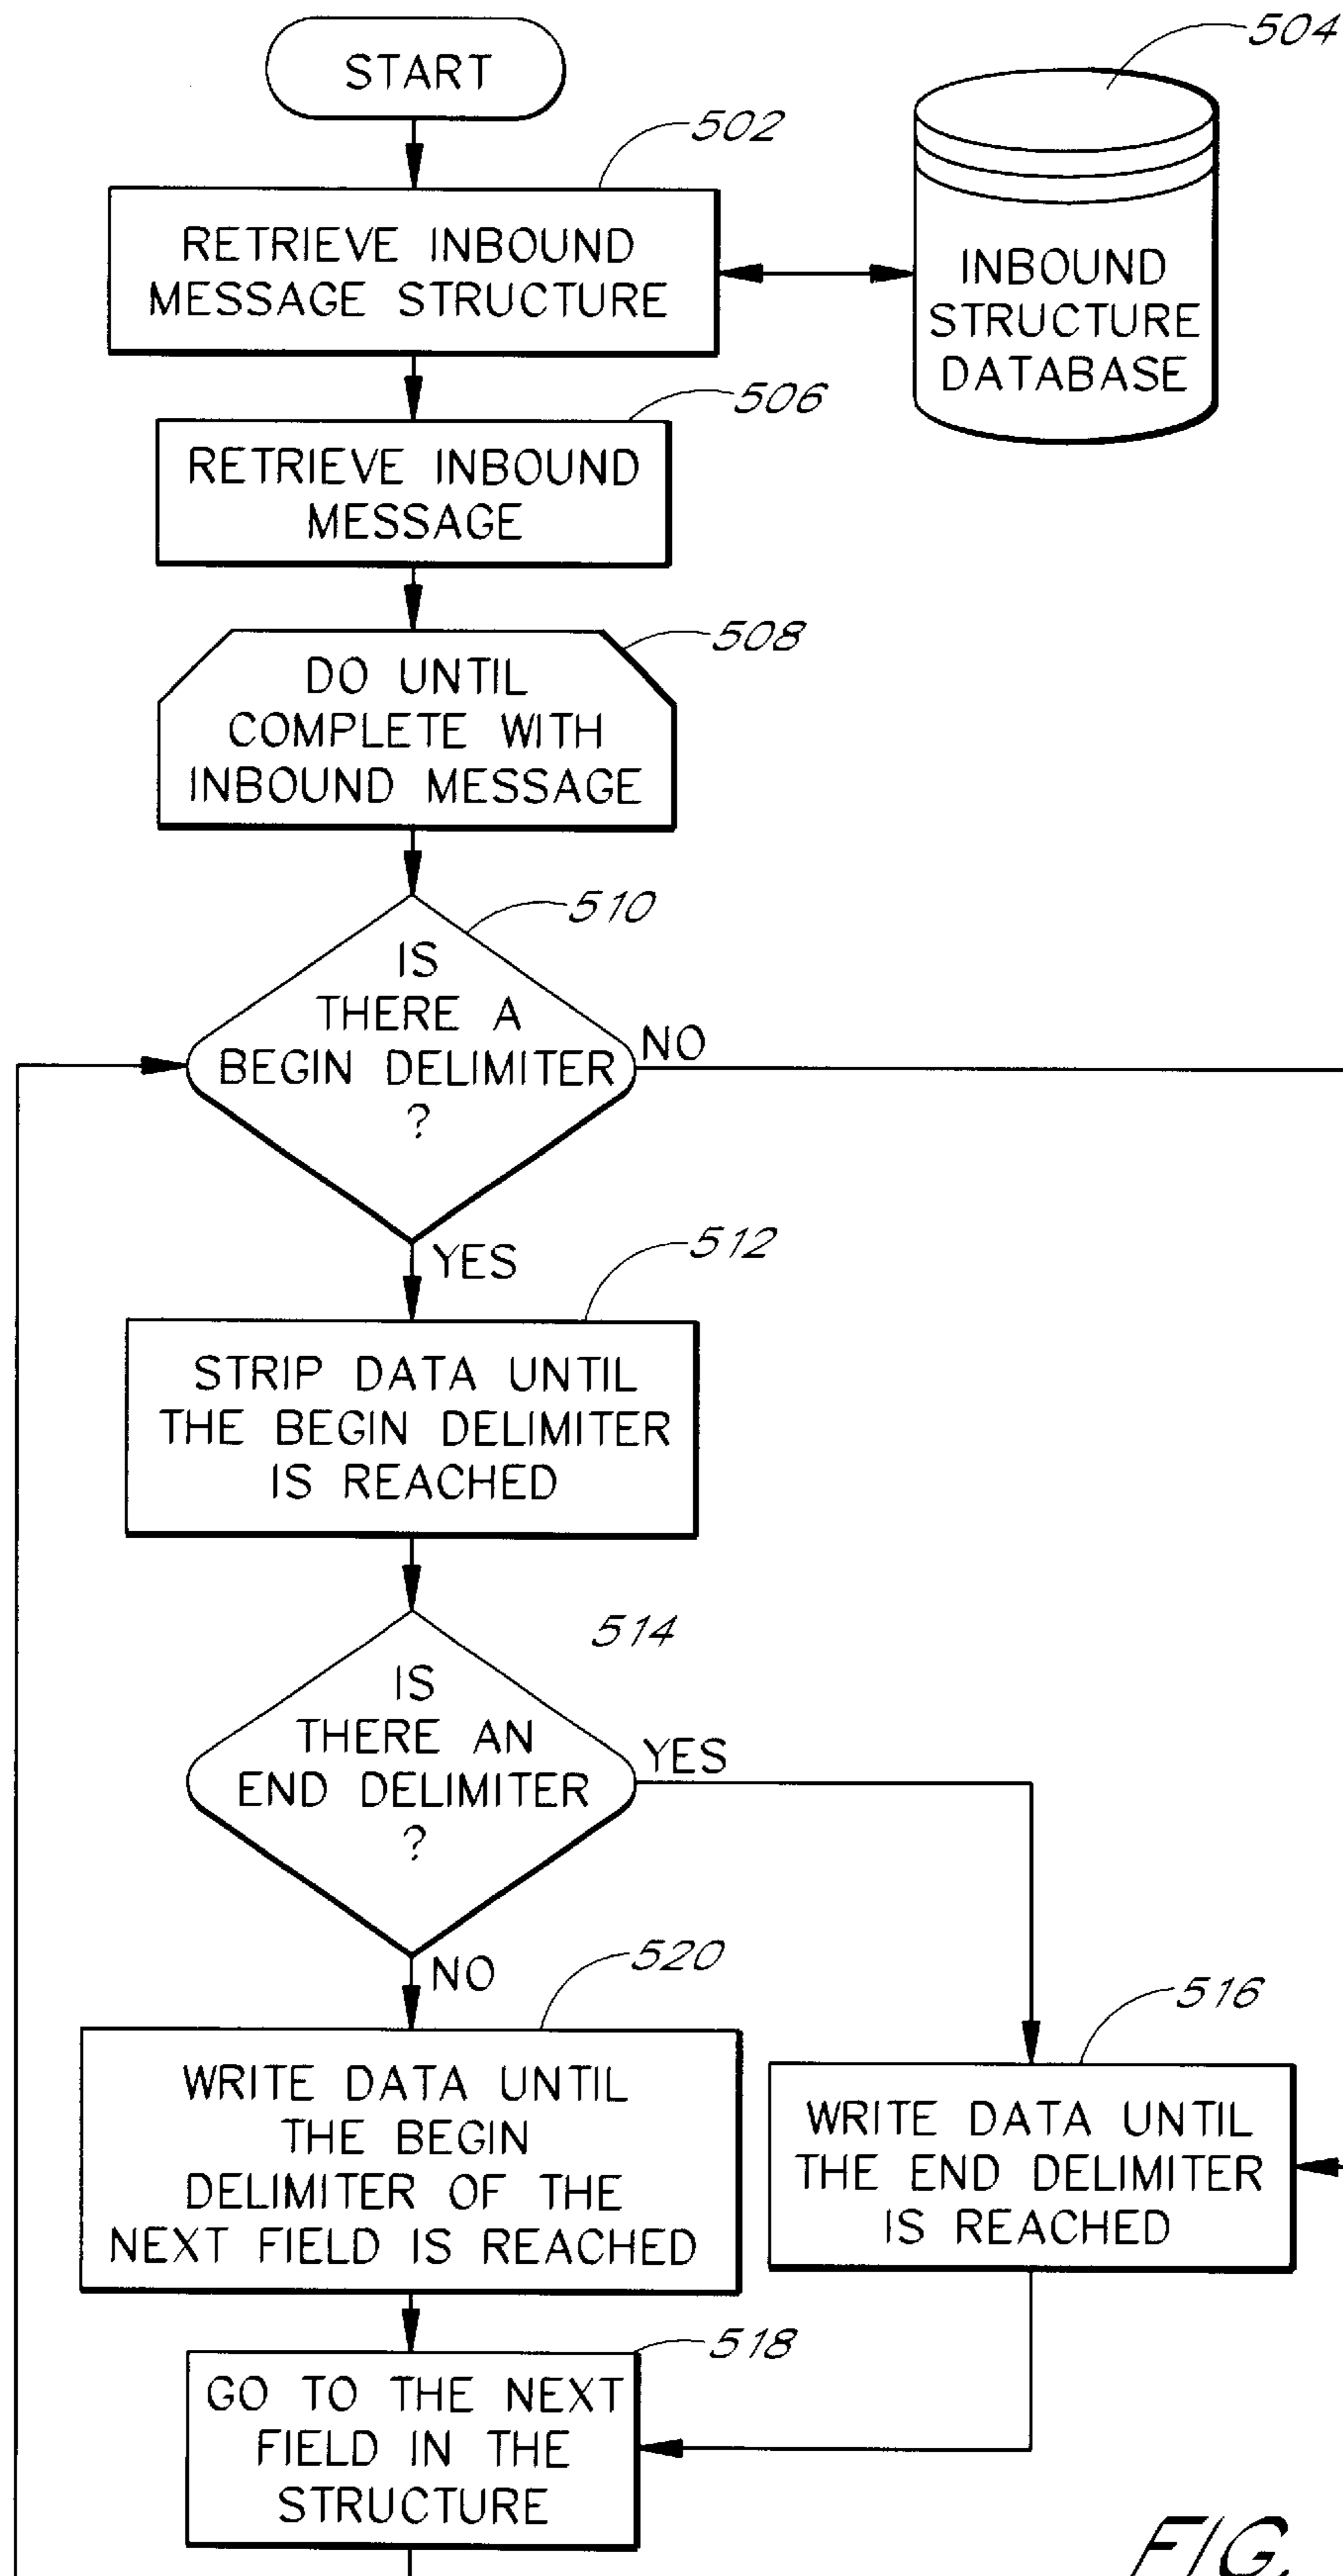 START
504
502
RETRIEVE INBOUND
MESSAGE STRUCTURE
INBOUND
STRUCTURE
DATABASE
506
RETRIEVE INBOUND
MESSAGE
508
DO UNTIL
COMPLETE WITH
INBOUND MESSAGE
510
IS
THERE A
BEGIN DELIMITER
?
NO
YES
512
STRIP DATA UNTIL
THE BEGIN DELIMITER
IS REACHED
514
IS
THERE AN
END DELIMITER
?
YES
NO
520
WRITE DATA UNTIL
THE BEGIN
DELIMITER OF THE
NEXT FIELD IS REACHED
516
WRITE DATA UNTIL
THE END DELIMITER
IS REACHED
518
GO TO THE NEXT
FIELD IN THE
STRUCTURE
FIG.